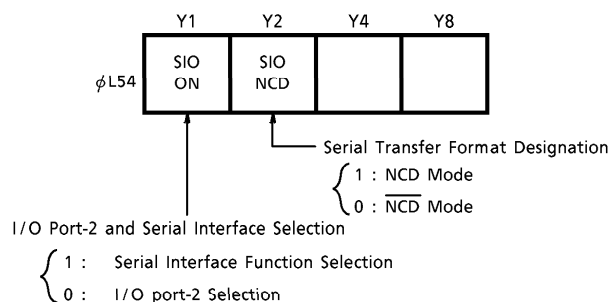 Y1 Y2 Y4 Y8
SIO SIO
φL54 ON NCD
Serial Transfer Format Designation
1 : NCD Mode
0 : N̅C̅D̅ Mode
I/O Port-2 and Serial Interface Selection
1 : Serial Interface Function Selection
0 : I/O port-2 Selection